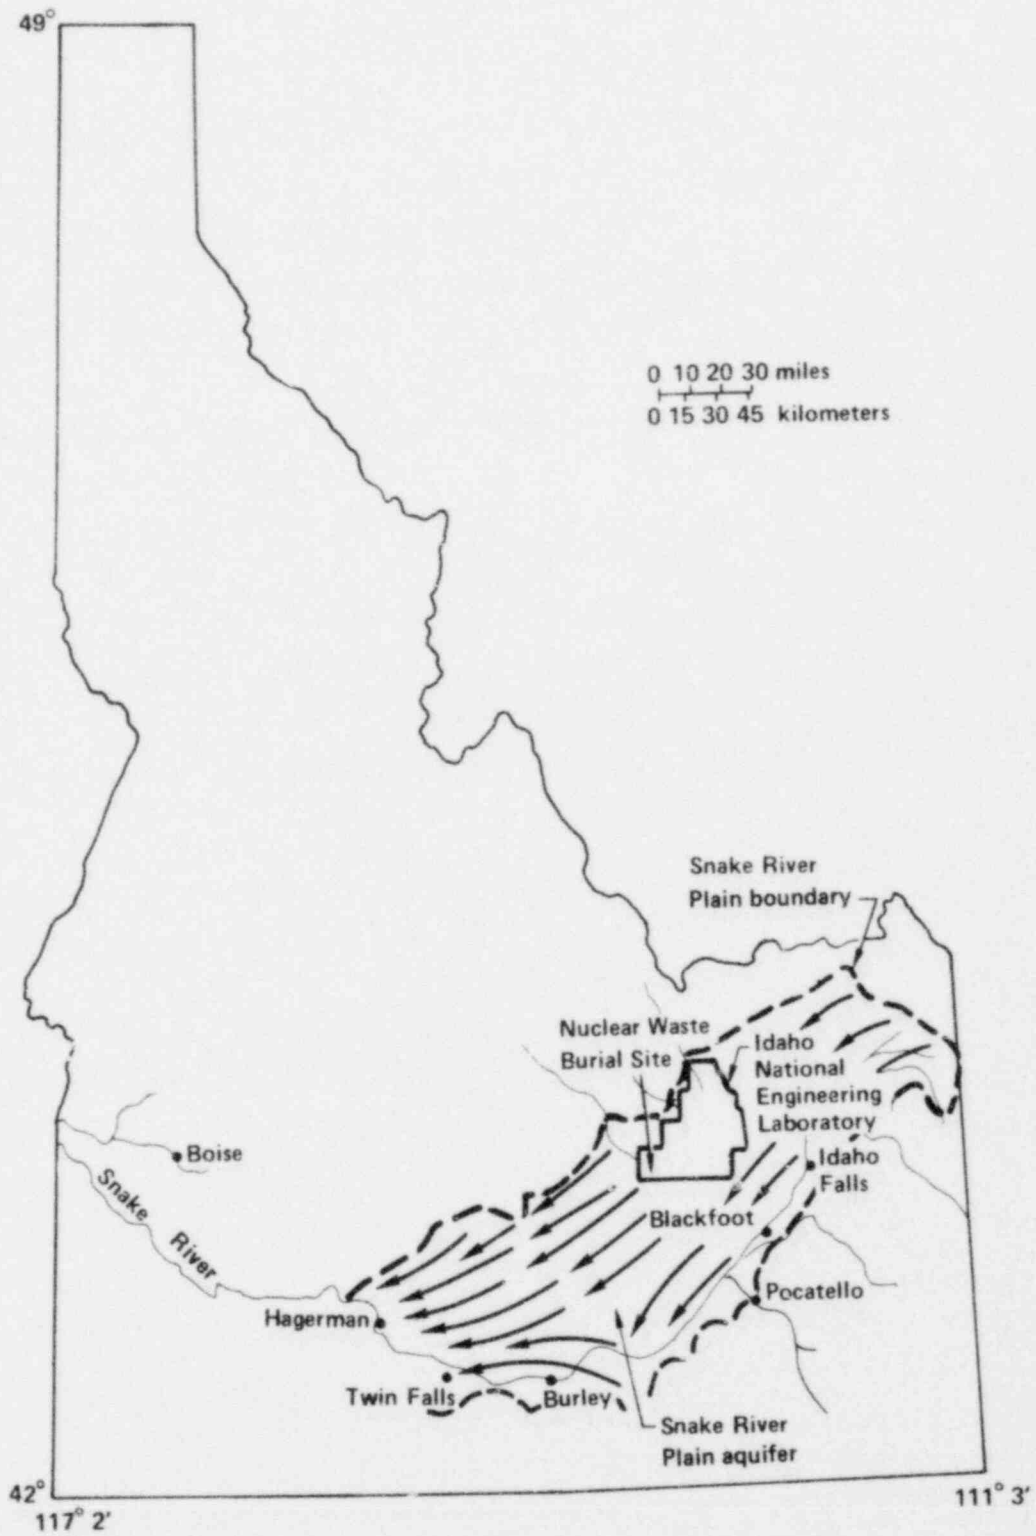 49°
0 10 20 30 miles
0 15 30 45 kilometers
Snake River
Plain boundary
Nuclear Waste
Burial Site
Idaho
National
Engineering
Laboratory
Boise
Idaho
Falls
Snake River
Blackfoot
Pocatello
Hagerman
Twin Falls
Burley
Snake River
Plain aquifer
42°
117° 2'
111° 3'